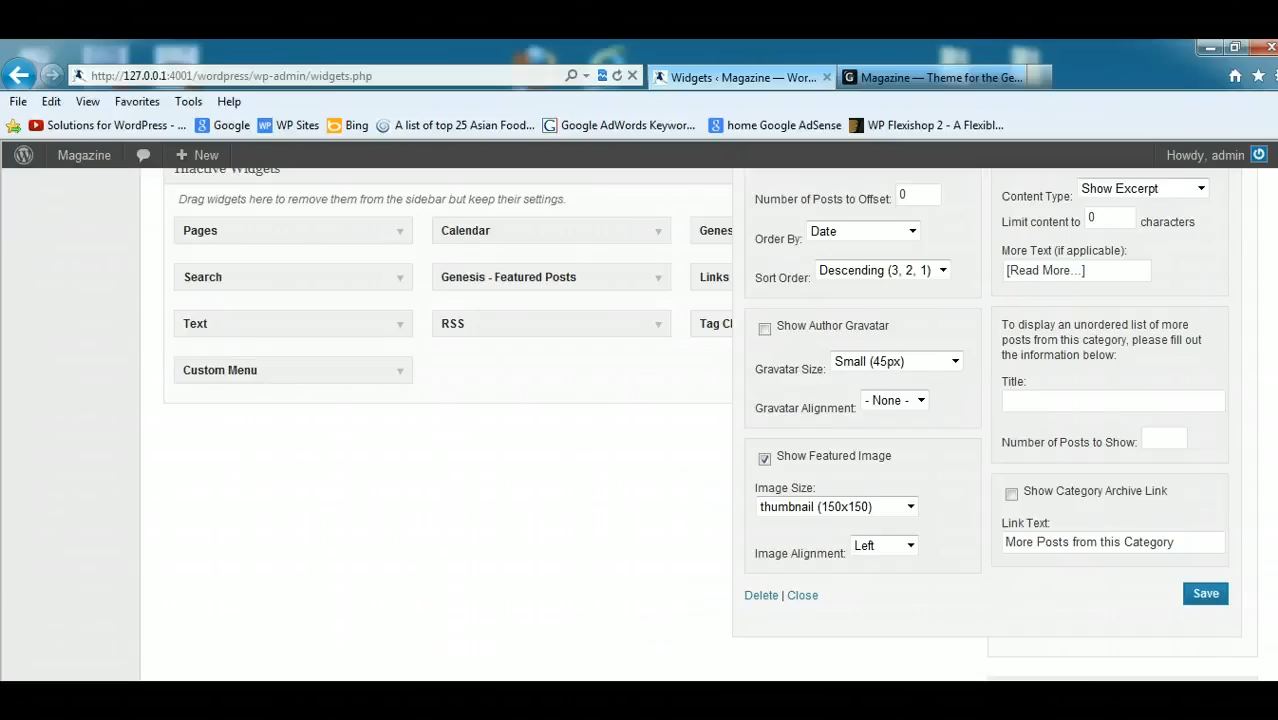 http://127.0.0.1:4001/wordpress/wp-admin/widgets.php
Widgets ‹ Magazine — Wor...
Magazine — Theme for the Ge...
File Edit View Favorites Tools Help
Solutions for WordPress - ...
Google
WP Sites
Bing
A list of top 25 Asian Food...
Google AdWords Keywor...
home Google AdSense
WP Flexishop 2 - A Flexibl...
Magazine
New
Howdy, admin
Inactive Widgets
Drag widgets here to remove them from the sidebar but keep their settings.
Pages
Calendar
Genes
Search
Genesis - Featured Posts
Links
Text
RSS
Tag Cl
Custom Menu
Number of Posts to Offset: 0
Order By: Date
Sort Order: Descending (3, 2, 1)
Show Author Gravatar
Gravatar Size: Small (45px)
Gravatar Alignment: - None -
Show Featured Image
Image Size:
thumbnail (150x150)
Image Alignment: Left
Delete | Close
Content Type: Show Excerpt
Limit content to 0 characters
More Text (if applicable):
[Read More...]
To display an unordered list of more
posts from this category, please fill out
the information below:
Title:
Number of Posts to Show:
Show Category Archive Link
Link Text:
More Posts from this Category
Save